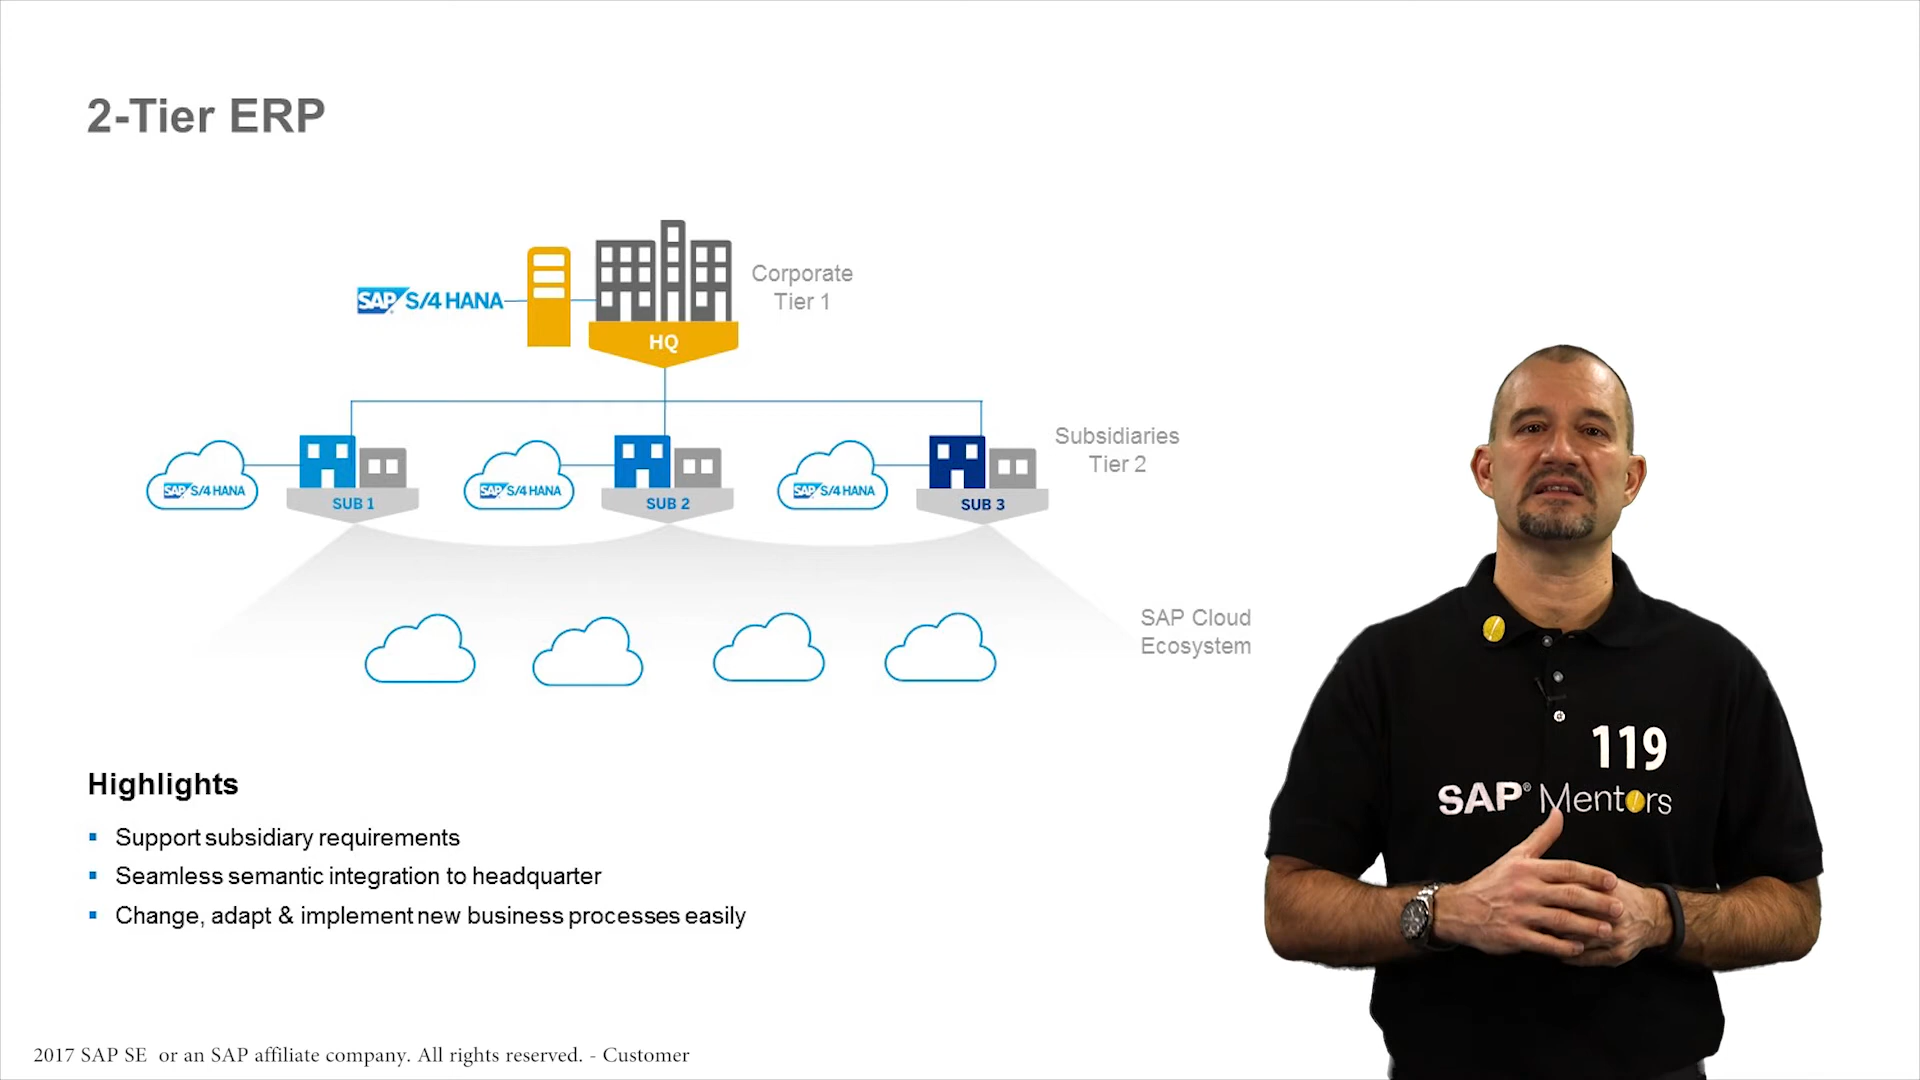 2-Tier ERP
SAP S/4 HANA
HQ
Corporate
Tier 1
SAP S/4 HANA
SUB 1
SAP S/4 HANA
SUB 2
SAP S/4 HANA
SUB 3
Subsidiaries
Tier 2
SAP Cloud
Ecosystem
119
SAP® Mentors
Highlights
▪ Support subsidiary requirements
▪ Seamless semantic integration to headquarter
▪ Change, adapt & implement new business processes easily
2017 SAP SE or an SAP affiliate company. All rights reserved. - Customer